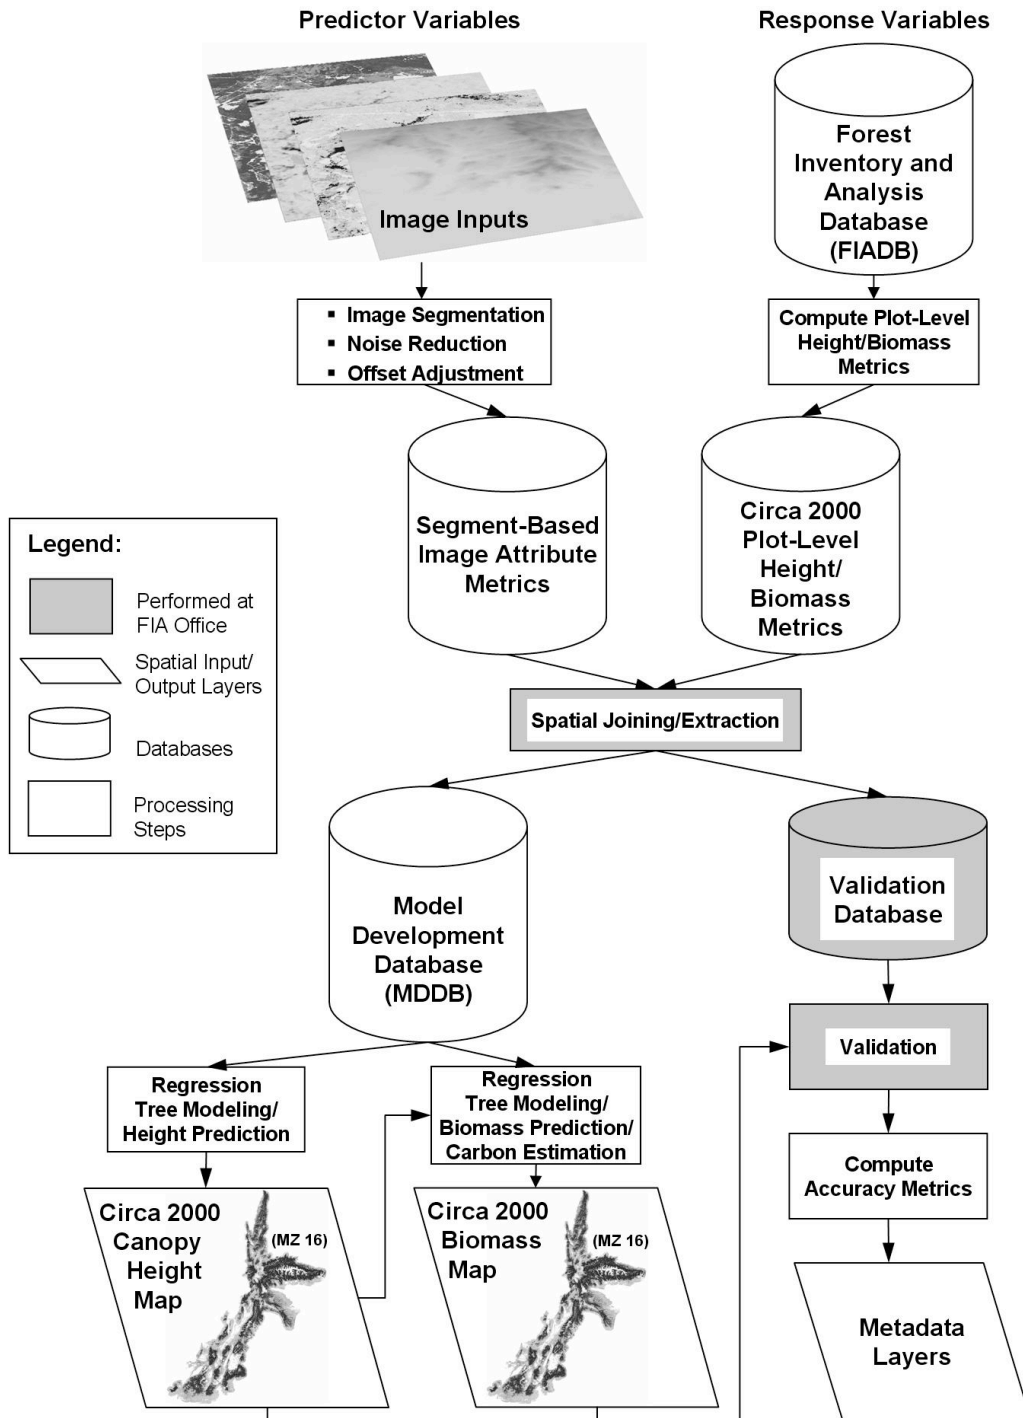 Predictor Variables
Response Variables
Image Inputs
Forest
Inventory and
Analysis
Database
(FIADB)
▪ Image Segmentation
▪ Noise Reduction
▪ Offset Adjustment
Compute Plot-Level
Height/Biomass
Metrics
Segment-Based
Image Attribute
Metrics
Circa 2000
Plot-Level
Height/
Biomass
Metrics
Legend:
Performed at
FIA Office
Spatial Input/
Output Layers
Databases
Processing
Steps
Spatial Joining/Extraction
Model
Development
Database
(MDDB)
Validation
Database
Validation
Regression
Tree Modeling/
Height Prediction
Regression
Tree Modeling/
Biomass Prediction/
Carbon Estimation
Compute
Accuracy Metrics
Circa 2000
Canopy
Height
Map
(MZ 16)
Circa 2000
Biomass
Map
(MZ 16)
Metadata
Layers